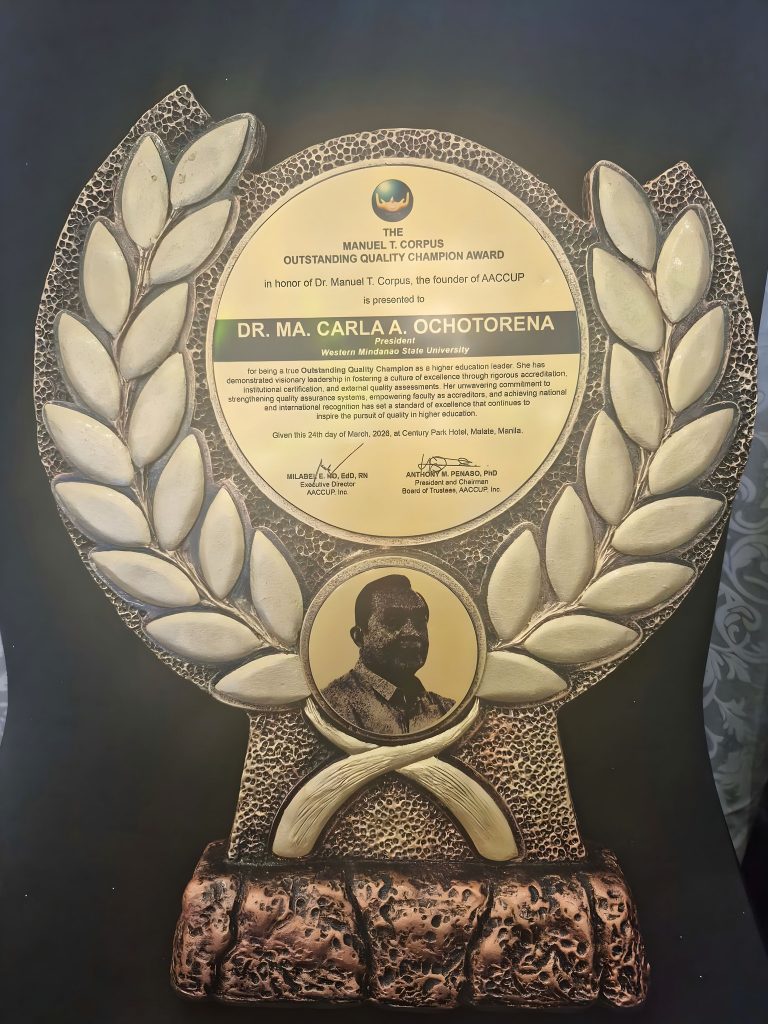 THE
MANUEL T. CORPUS
OUTSTANDING QUALITY CHAMPION AWARD
in honor of Dr. Manuel T. Corpus, the founder of AACCUP
is presented to
DR. MA. CARLA A. OCHOTORENA
President
Western Mindanao State University
for being a true Outstanding Quality Champion as a higher education leader. She has
demonstrated visionary leadership in fostering a culture of excellence through rigorous accreditation,
institutional certification, and external quality assessments. Her unwavering commitment to
strengthening quality assurance systems, empowering faculty as accreditors, and achieving national
and international recognition has set a standard of excellence that continues to
inspire the pursuit of quality in higher education.
Given this 24th day of March, 2026, at Century Park Hotel, Malate, Manila.
MILABEL E. HO, EdD, RN
Executive Director
AACCUP, Inc.
ANTHONY M. PENASO, PhD
President and Chairman
Board of Trustees, AACCUP, Inc.